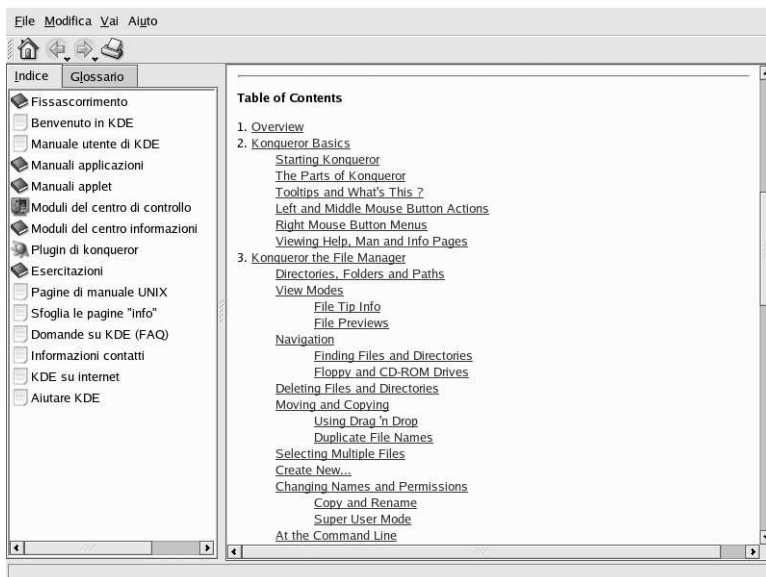 File Modifica Vai Aiuto
Indice Glossario
Fissascorrimento
Benvenuto in KDE
Manuale utente di KDE
Manuali applicazioni
Manuali applet
Moduli del centro di controllo
Moduli del centro informazioni
Plugin di konqueror
Esercitazioni
Pagine di manuale UNIX
Sfoglia le pagine "info"
Domande su KDE (FAQ)
Informazioni contatti
KDE su internet
Aiutare KDE
Table of Contents
1. Overview
2. Konqueror Basics
Starting Konqueror
The Parts of Konqueror
Tooltips and What's This ?
Left and Middle Mouse Button Actions
Right Mouse Button Menus
Viewing Help, Man and Info Pages
3. Konqueror the File Manager
Directories, Folders and Paths
View Modes
File Tip Info
File Previews
Navigation
Finding Files and Directories
Floppy and CD-ROM Drives
Deleting Files and Directories
Moving and Copying
Using Drag 'n Drop
Duplicate File Names
Selecting Multiple Files
Create New...
Changing Names and Permissions
Copy and Rename
Super User Mode
At the Command Line